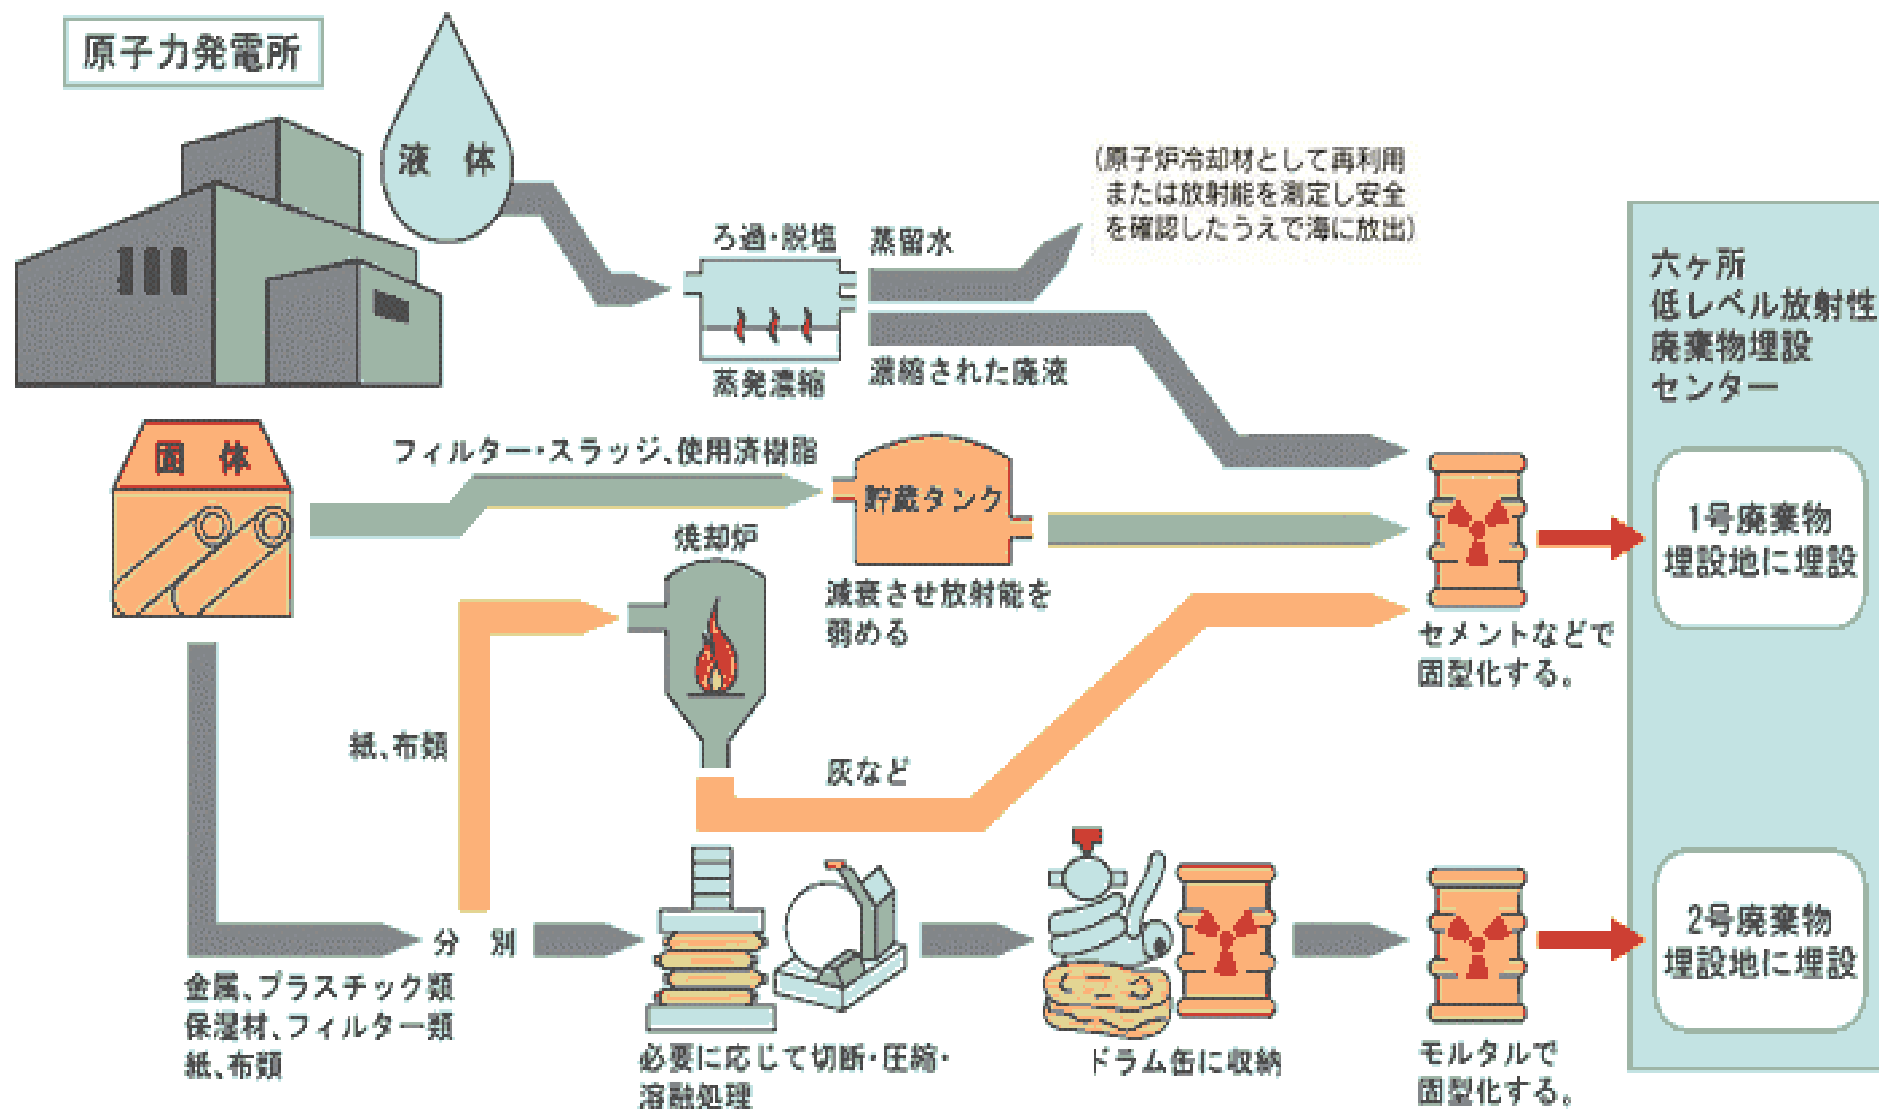 原子力発電所
液 体
(原子炉冷却材として再利用
または放射能を測定し安全
を確認したうえで海に放出)
ろ過・脱塩
蒸留水
蒸発濃縮
濃縮された廃液
六ヶ所
低レベル放射性
廃棄物埋設
センター
固 体
フィルター・スラッジ、使用済樹脂
貯蔵タンク
減衰させ放射能を
弱める
焼却炉
セメントなどで
固型化する。
1号廃棄物
埋設地に埋設
紙、布類
灰など
分 別
金属、プラスチック類
保湿材、フィルター類
紙、布類
必要に応じて切断・圧縮・
溶融処理
ドラム缶に収納
モルタルで
固型化する。
2号廃棄物
埋設地に埋設